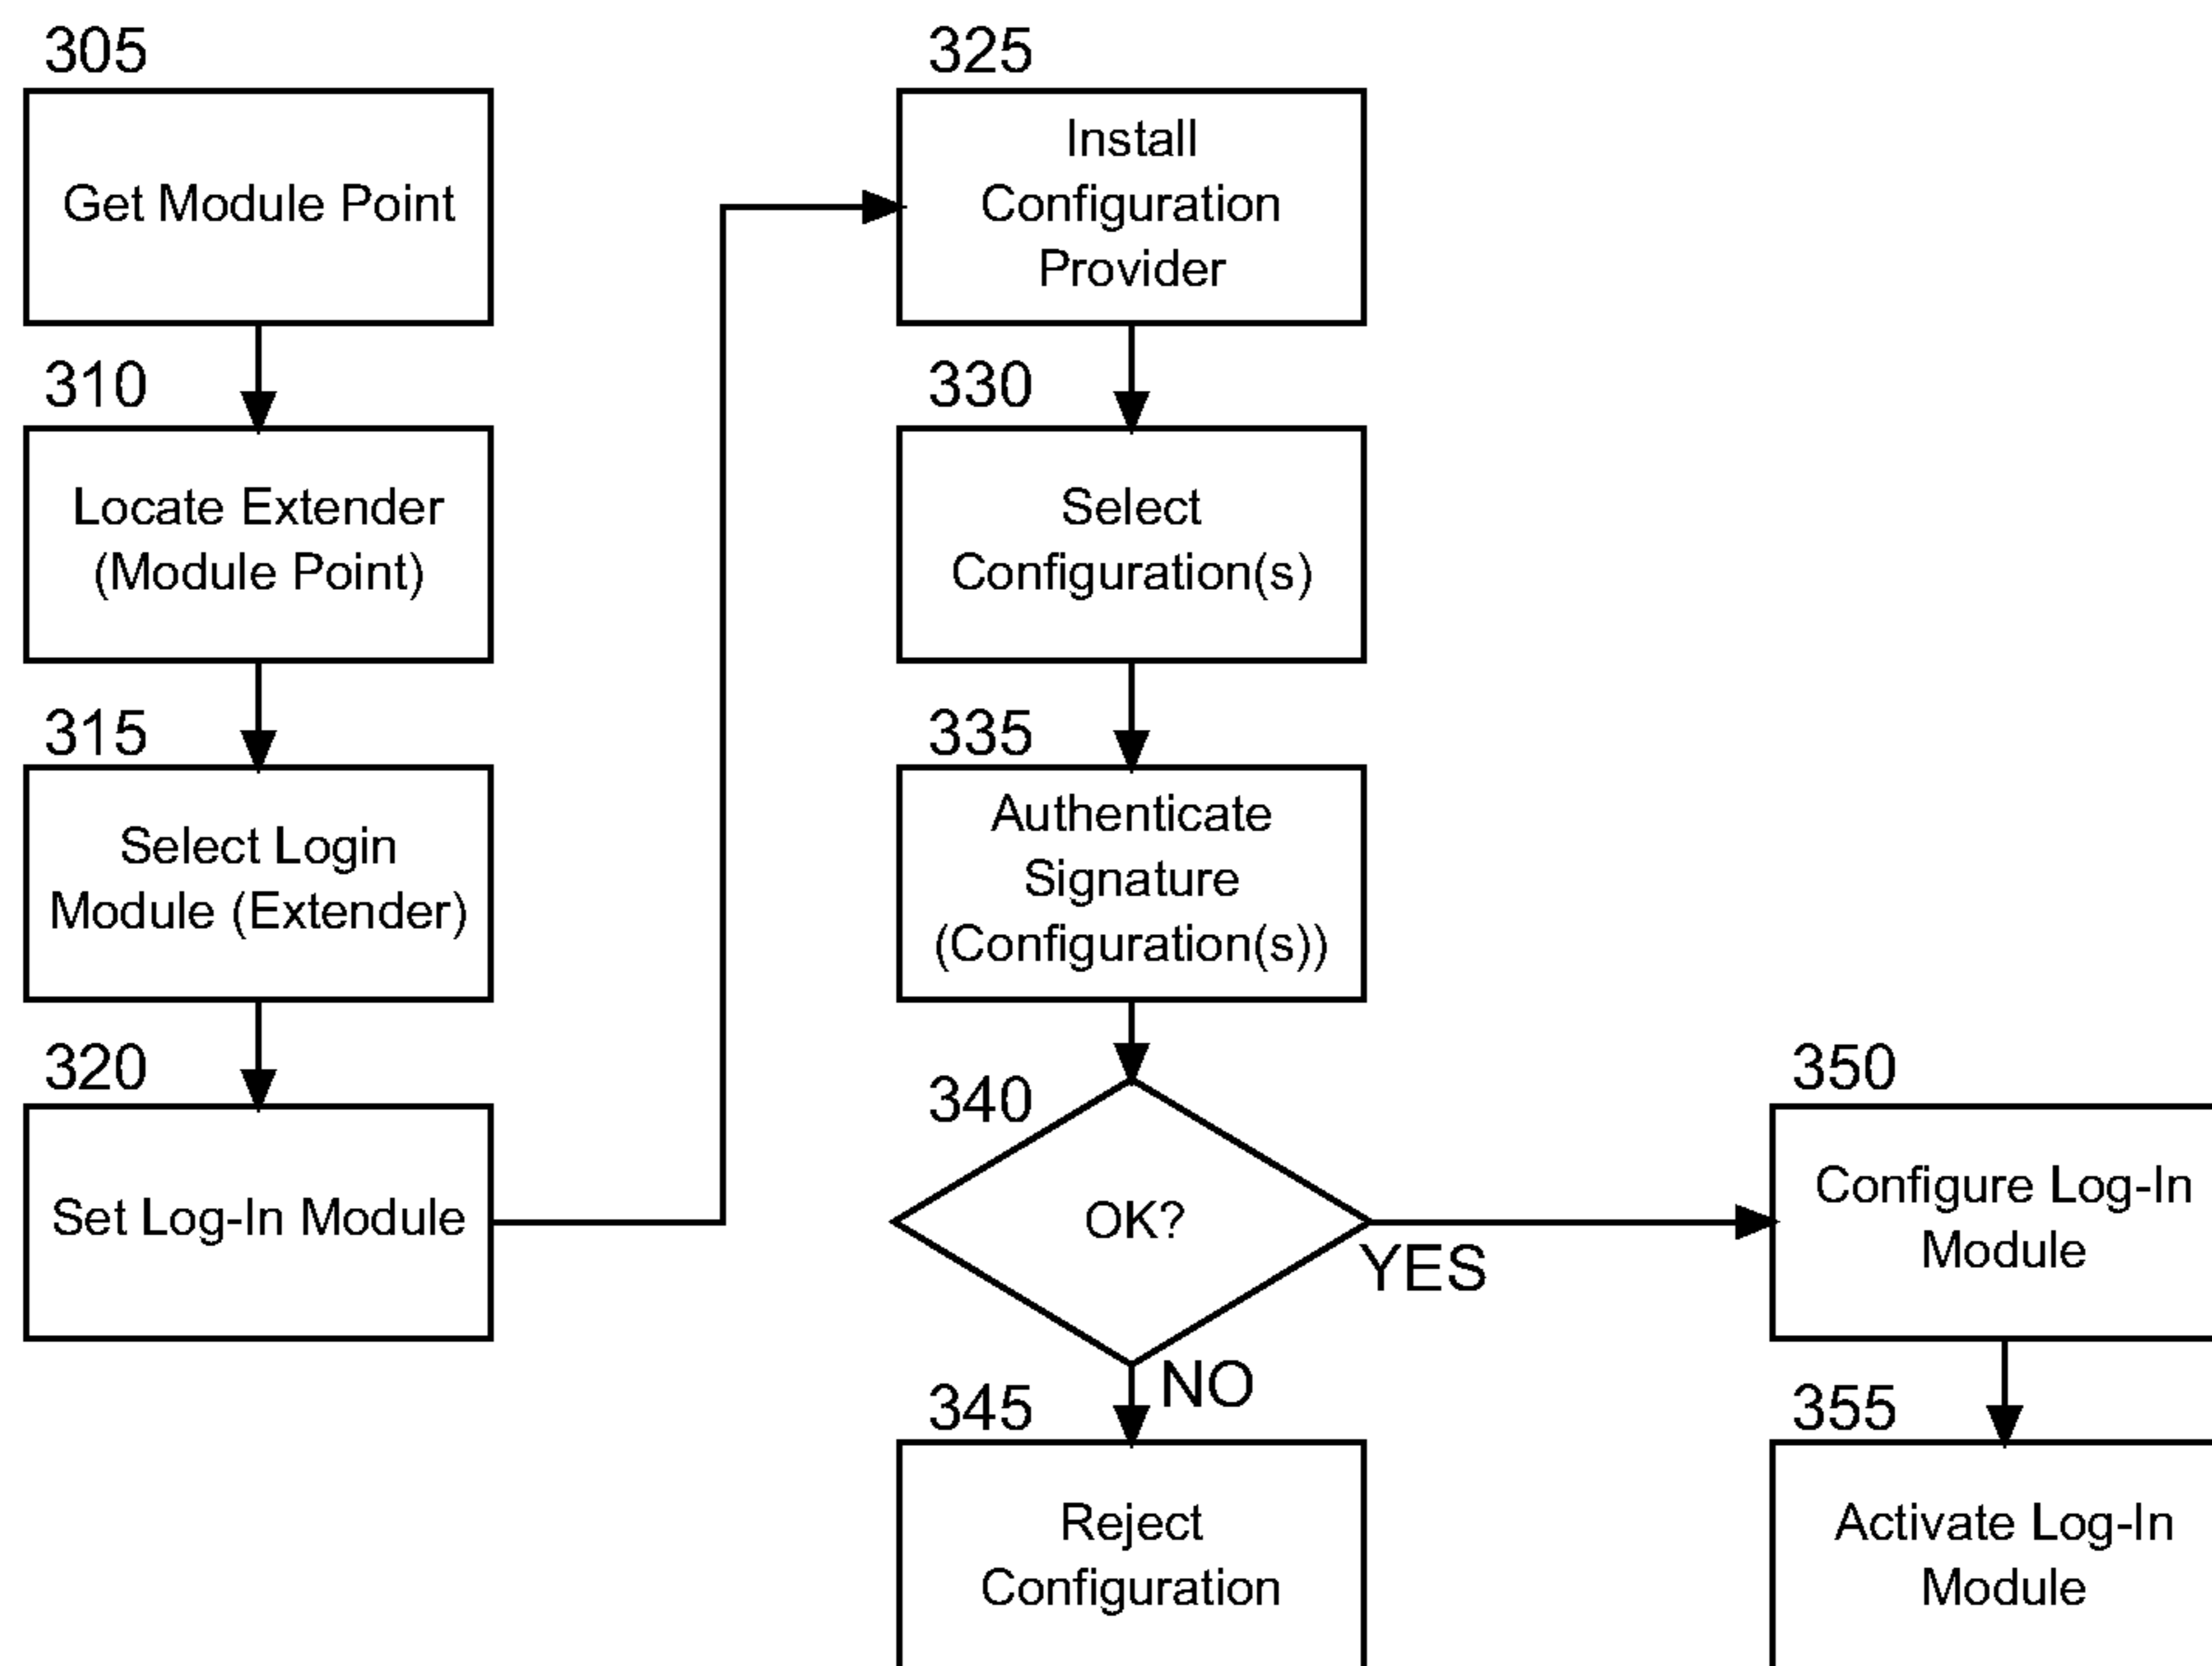 305
Get Module Point
310
Locate Extender
(Module Point)
315
Select Login
Module (Extender)
320
Set Log-In Module
325
Install
Configuration
Provider
330
Select
Configuration(s)
335
Authenticate
Signature
(Configuration(s))
340
OK?
YES
NO
345
Reject
Configuration
350
Configure Log-In
Module
355
Activate Log-In
Module